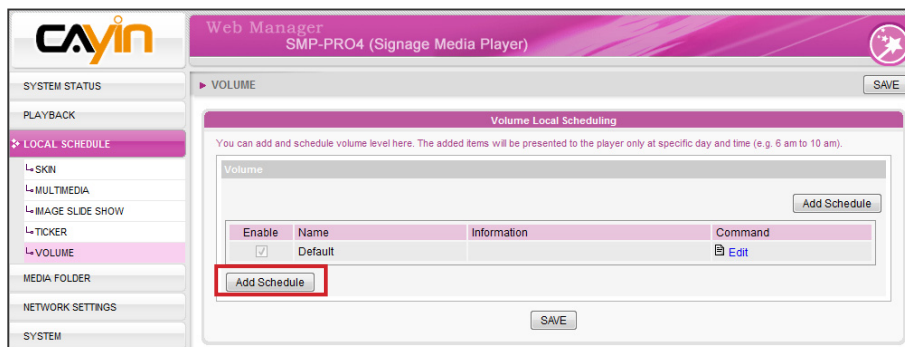 CAYIN
Web Manager
SMP-PRO4 (Signage Media Player)
SYSTEM STATUS
PLAYBACK
LOCAL SCHEDULE
SKIN
MULTIMEDIA
IMAGE SLIDE SHOW
TICKER
VOLUME
MEDIA FOLDER
NETWORK SETTINGS
SYSTEM
VOLUME
SAVE
Volume Local Scheduling
You can add and schedule volume level here. The added items will be presented to the player only at specific day and time (e.g. 6 am to 10 am).
Volume
Add Schedule
Enable Name Information Command
Default Edit
Add Schedule
SAVE